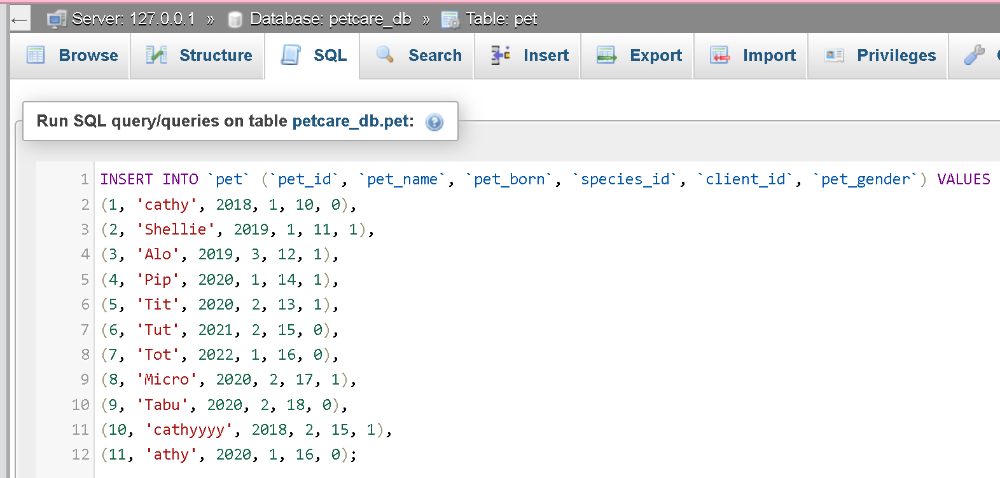 ← Server: 127.0.0.1 » Database: petcare_db » Table: pet
Browse Structure SQL Search Insert Export Import Privileges
Run SQL query/queries on table petcare_db.pet:
1 INSERT INTO `pet` (`pet_id`, `pet_name`, `pet_born`, `species_id`, `client_id`, `pet_gender`) VALUES
2 (1, 'cathy', 2018, 1, 10, 0),
3 (2, 'Shellie', 2019, 1, 11, 1),
4 (3, 'Alo', 2019, 3, 12, 1),
5 (4, 'Pip', 2020, 1, 14, 1),
6 (5, 'Tit', 2020, 2, 13, 1),
7 (6, 'Tut', 2021, 2, 15, 0),
8 (7, 'Tot', 2022, 1, 16, 0),
9 (8, 'Micro', 2020, 2, 17, 1),
10 (9, 'Tabu', 2020, 2, 18, 0),
11 (10, 'cathyyyy', 2018, 2, 15, 1),
12 (11, 'athy', 2020, 1, 16, 0);